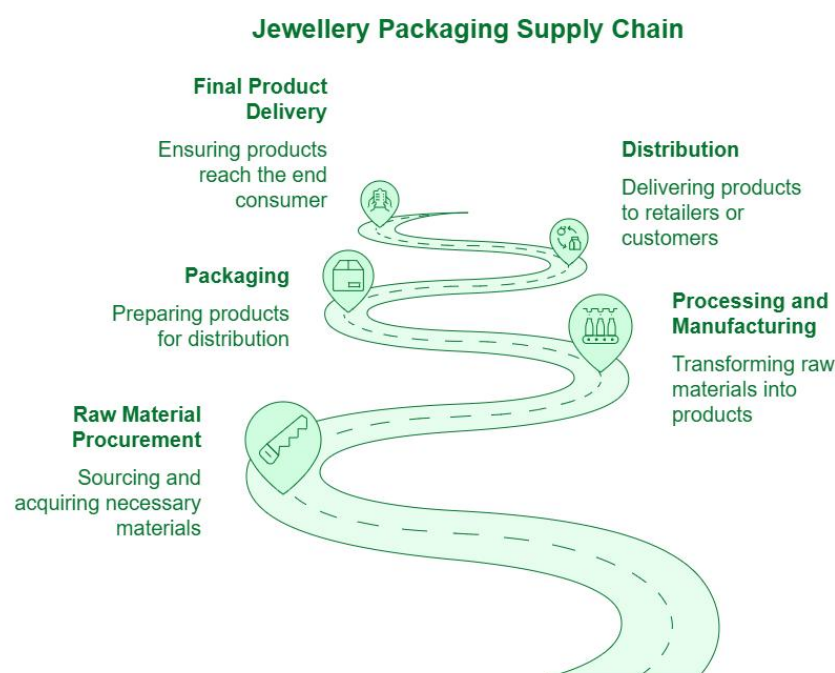 Jewellery Packaging Supply Chain
Final Product
Delivery
Ensuring products
reach the end
consumer
Distribution
Delivering products
to retailers or
customers
Packaging
Preparing products
for distribution
Processing and
Manufacturing
Transforming raw
materials into
products
Raw Material
Procurement
Sourcing and
acquiring necessary
materials